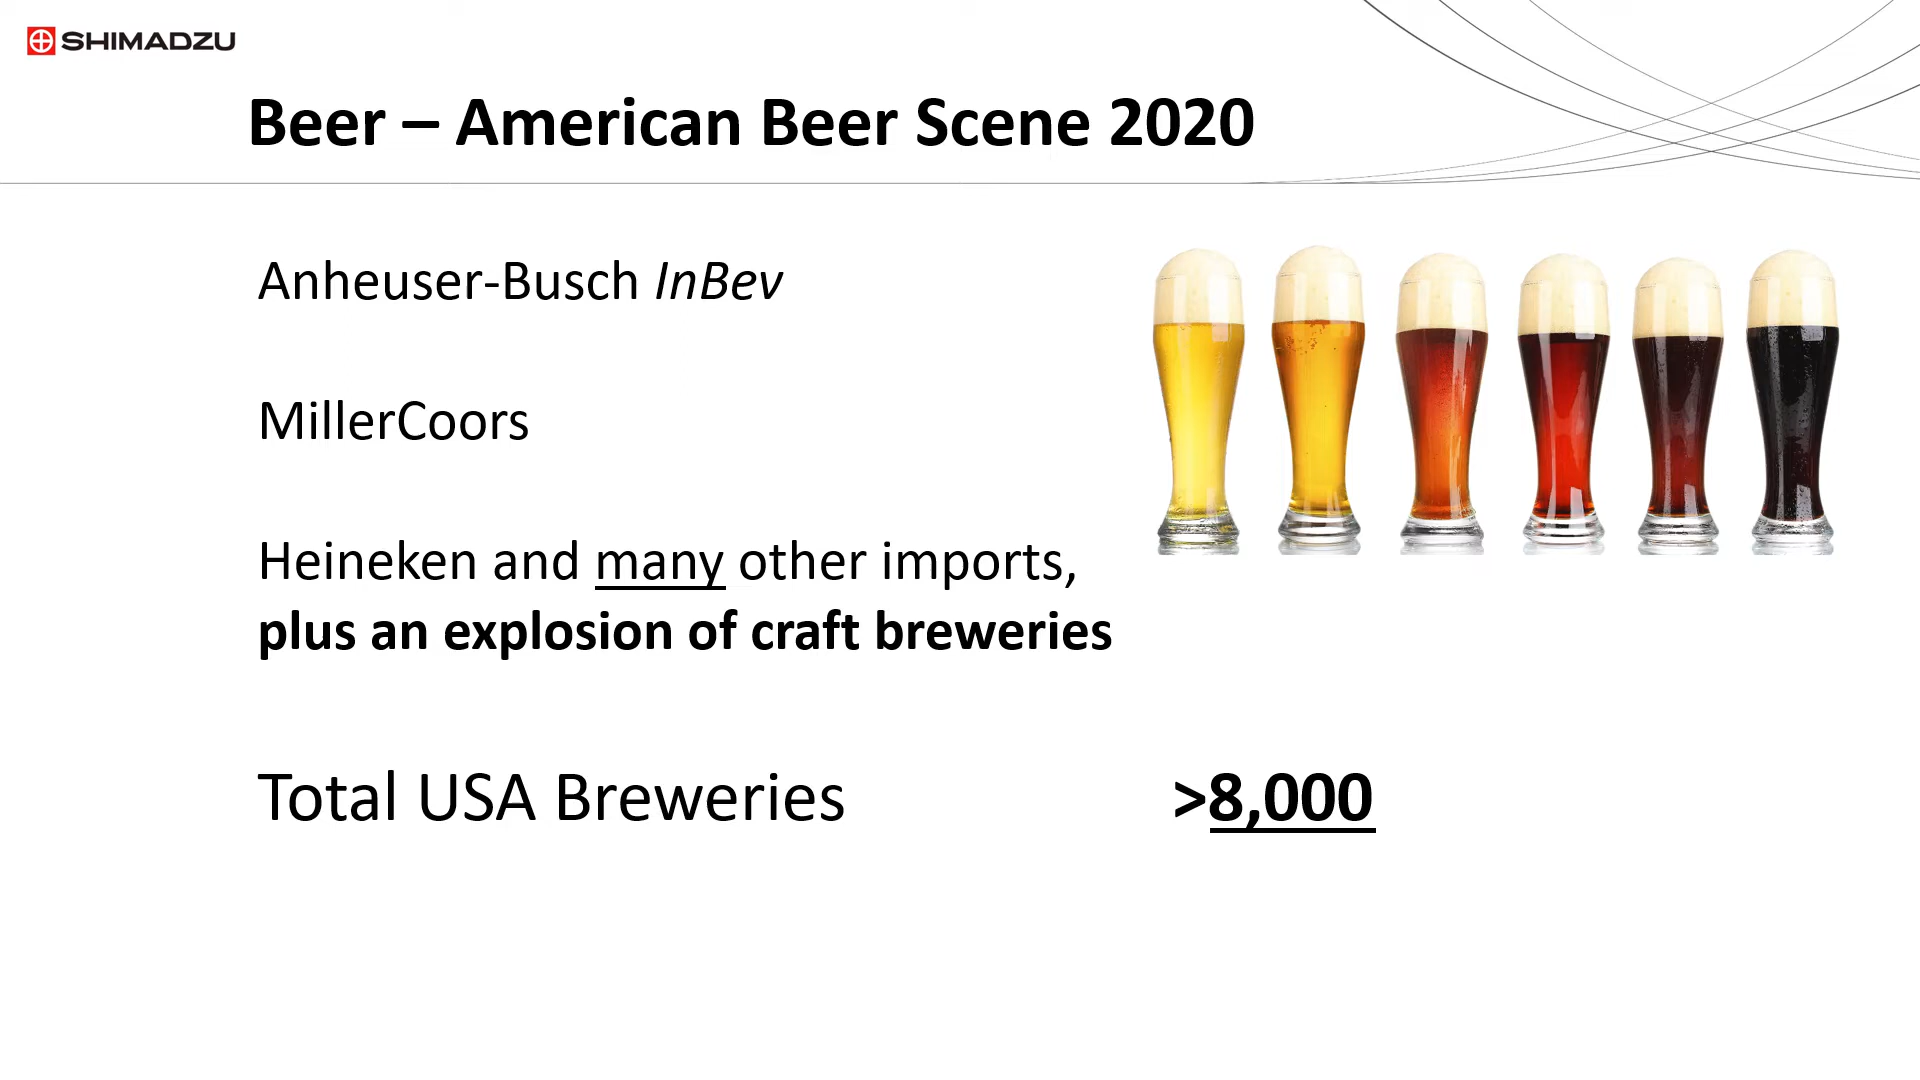 SHIMADZU
Beer – American Beer Scene 2020
Anheuser-Busch InBev
MillerCoors
Heineken and many other imports,
plus an explosion of craft breweries
Total USA Breweries >8,000